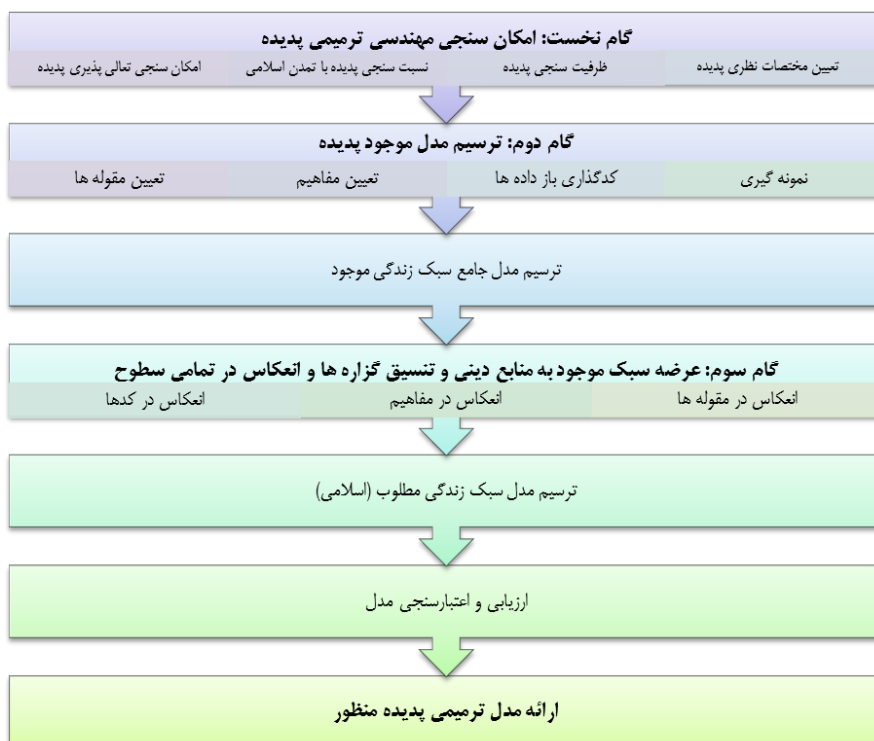 گام نخست: امکان سنجی مهندسی ترمیمی پدیده
تعیین مختصات نظری پدیده
ظرفیت سنجی پدیده
نسبت سنجی پدیده با تمدن اسلامی
امکان سنجی تعالی پذیری پدیده
گام دوم: ترسیم مدل موجود پدیده
نمونه گیری
کدگذاری باز داده ها
تعیین مفاهیم
تعیین مقوله ها
ترسیم مدل جامع سبک زندگی موجود
گام سوم: عرضه سبک موجود به منابع دینی و تنسیق گزاره ها و انعکاس در تمامی سطوح
انعکاس در مقوله ها
انعکاس در مفاهیم
انعکاس در کدها
ترسیم مدل سبک زندگی مطلوب (اسلامی)
ارزیابی و اعتبارسنجی مدل
ارائه مدل ترمیمی پدیده منظور